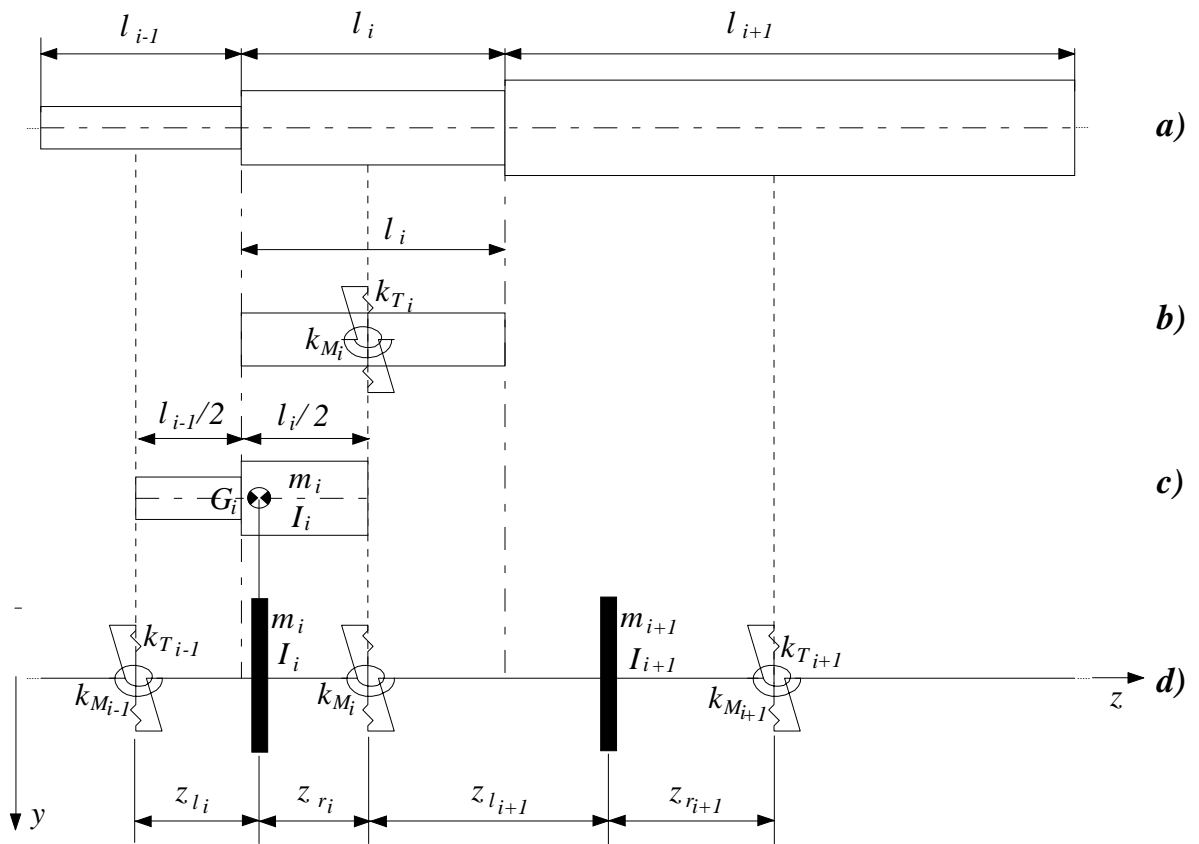 l i-1 l i l i+1
a)
l i
k T i
k M i
b)
l i-1/2 l i/2
G i m i
I i
c)
m i m i+1
k T i-1 I i I i+1 k T i+1
k M i-1 k M i k M i+1 z
d)
z l i z r i z l i+1 z r i+1
y